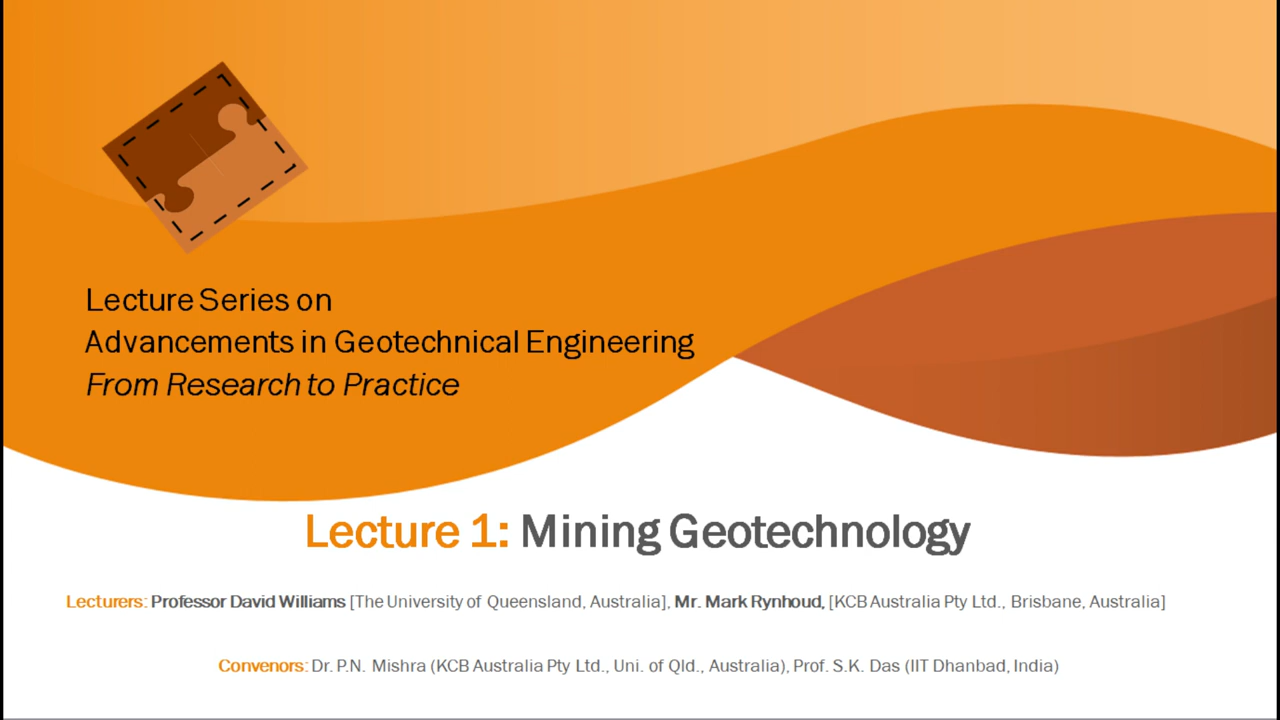 Lecture Series on
Advancements in Geotechnical Engineering
From Research to Practice
Lecture 1: Mining Geotechnology
Lecturers: Professor David Williams [The University of Queensland, Australia], Mr. Mark Rynhoud, [KCB Australia Pty Ltd., Brisbane, Australia]
Convenors: Dr. P.N. Mishra (KCB Australia Pty Ltd., Uni. of Qld., Australia), Prof. S.K. Das (IIT Dhanbad, India)